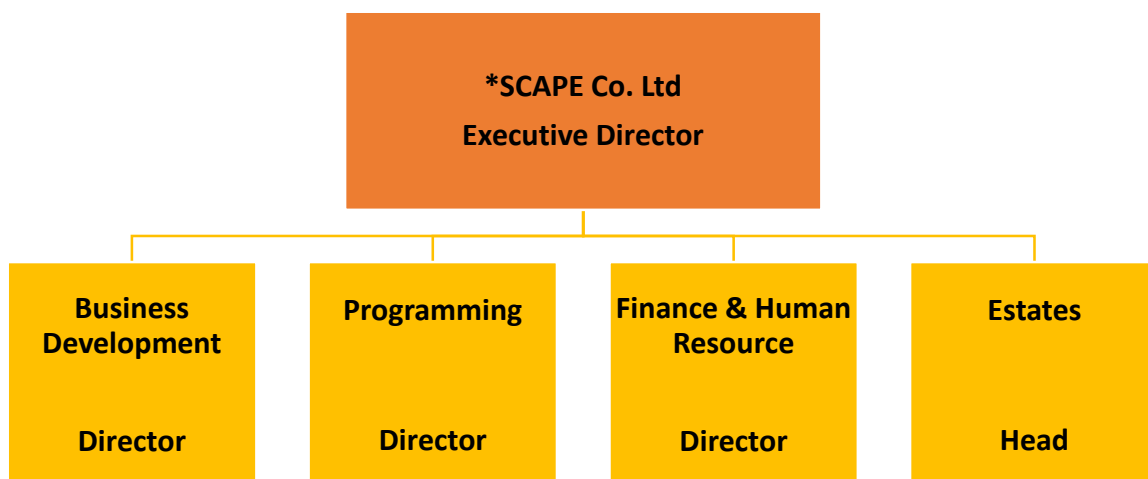 *SCAPE Co. Ltd
Executive Director
Business
Development
Director
Programming
Director
Finance & Human
Resource
Director
Estates
Head